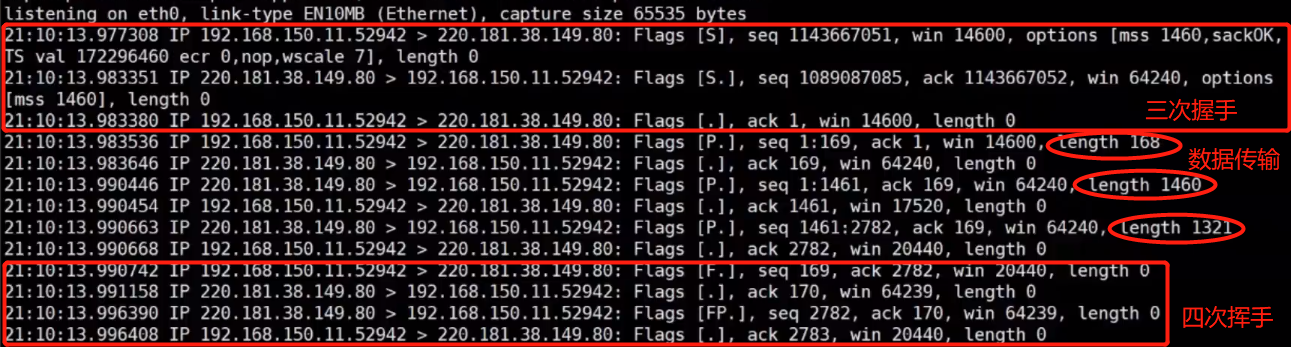 listening on eth0, link-type EN10MB (Ethernet), capture size 65535 bytes
21:10:13.977308 IP 192.168.150.11.52942 > 220.181.38.149.80: Flags [S], seq 1143667051, win 14600, options [mss 1460,sackOK,
TS val 172296460 ecr 0,nop,wscale 7], length 0
21:10:13.983351 IP 220.181.38.149.80 > 192.168.150.11.52942: Flags [S.], seq 1089087085, ack 1143667052, win 64240, options
[mss 1460], length 0
三次握手
21:10:13.983380 IP 192.168.150.11.52942 > 220.181.38.149.80: Flags [.], ack 1, win 14600, length 0
21:10:13.983536 IP 192.168.150.11.52942 > 220.181.38.149.80: Flags [P.], seq 1:169, ack 1, win 14600, length 168
数据传输
21:10:13.983646 IP 220.181.38.149.80 > 192.168.150.11.52942: Flags [.], ack 169, win 64240, length 0
21:10:13.990446 IP 220.181.38.149.80 > 192.168.150.11.52942: Flags [P.], seq 1:1461, ack 169, win 64240, length 1460
21:10:13.990454 IP 192.168.150.11.52942 > 220.181.38.149.80: Flags [.], ack 1461, win 17520, length 0
21:10:13.990663 IP 220.181.38.149.80 > 192.168.150.11.52942: Flags [P.], seq 1461:2782, ack 169, win 64240, length 1321
21:10:13.990668 IP 192.168.150.11.52942 > 220.181.38.149.80: Flags [.], ack 2782, win 20440, length 0
21:10:13.990742 IP 192.168.150.11.52942 > 220.181.38.149.80: Flags [F.], seq 169, ack 2782, win 20440, length 0
21:10:13.991158 IP 220.181.38.149.80 > 192.168.150.11.52942: Flags [.], ack 170, win 64239, length 0
21:10:13.996390 IP 220.181.38.149.80 > 192.168.150.11.52942: Flags [FP.], seq 2782, ack 170, win 64239, length 0
四次挥手
21:10:13.996408 IP 192.168.150.11.52942 > 220.181.38.149.80: Flags [.], ack 2783, win 20440, length 0